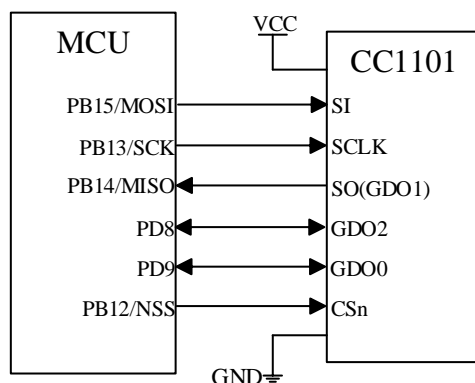 MCU
VCC
CC1101
PB15/MOSI
SI
PB13/SCK
SCLK
PB14/MISO
SO(GDO1)
PD8
GDO2
PD9
GDO0
PB12/NSS
CSn
GND